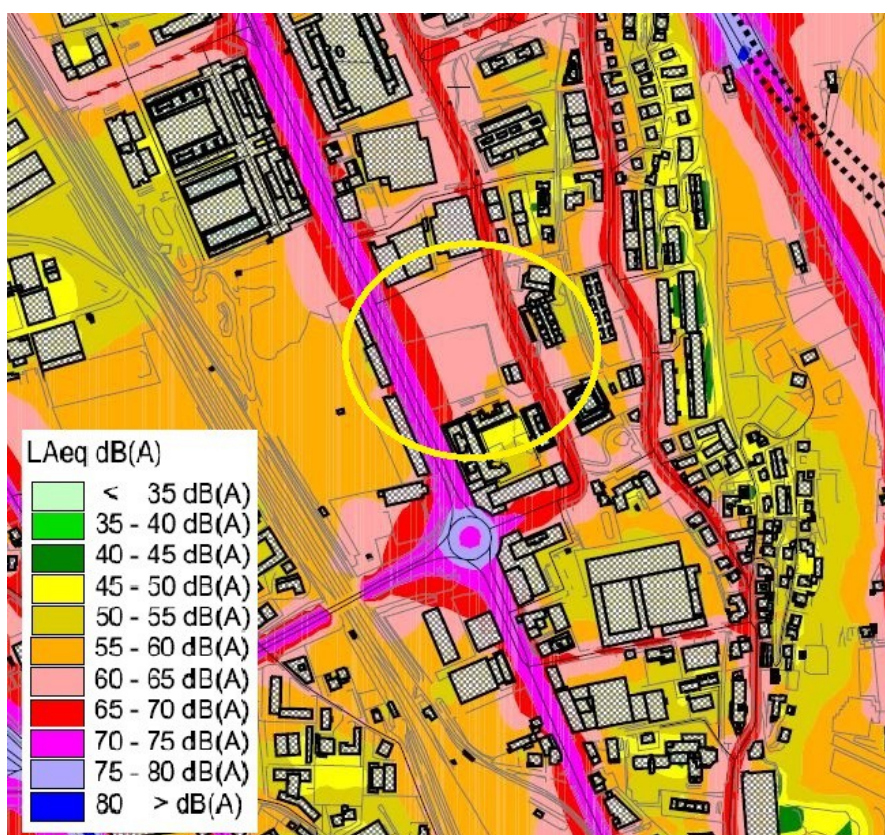 LAeq dB(A)
< 35 dB(A)
35 - 40 dB(A)
40 - 45 dB(A)
45 - 50 dB(A)
50 - 55 dB(A)
55 - 60 dB(A)
60 - 65 dB(A)
65 - 70 dB(A)
70 - 75 dB(A)
75 - 80 dB(A)
80 > dB(A)